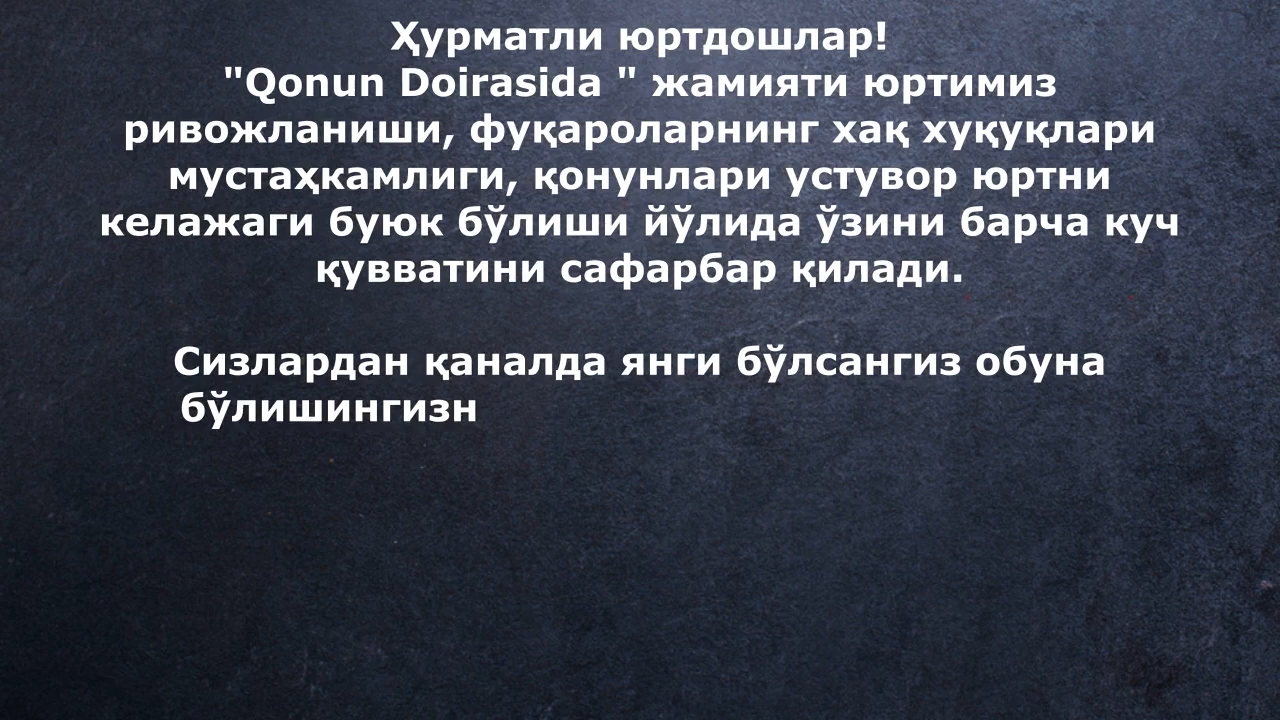 Ҳурматли юртдошлар!
"Qonun Doirasida " жамияти юртимиз
ривожланиши, фуқароларнинг хақ хуқуқлари
мустаҳкамлиги, қонунлари устувор юртни
келажаги буюк бўлиши йўлида ўзини барча куч
қувватини сафарбар қилади.
Сизлардан қаналда янги бўлсангиз обуна
бўлишингизн